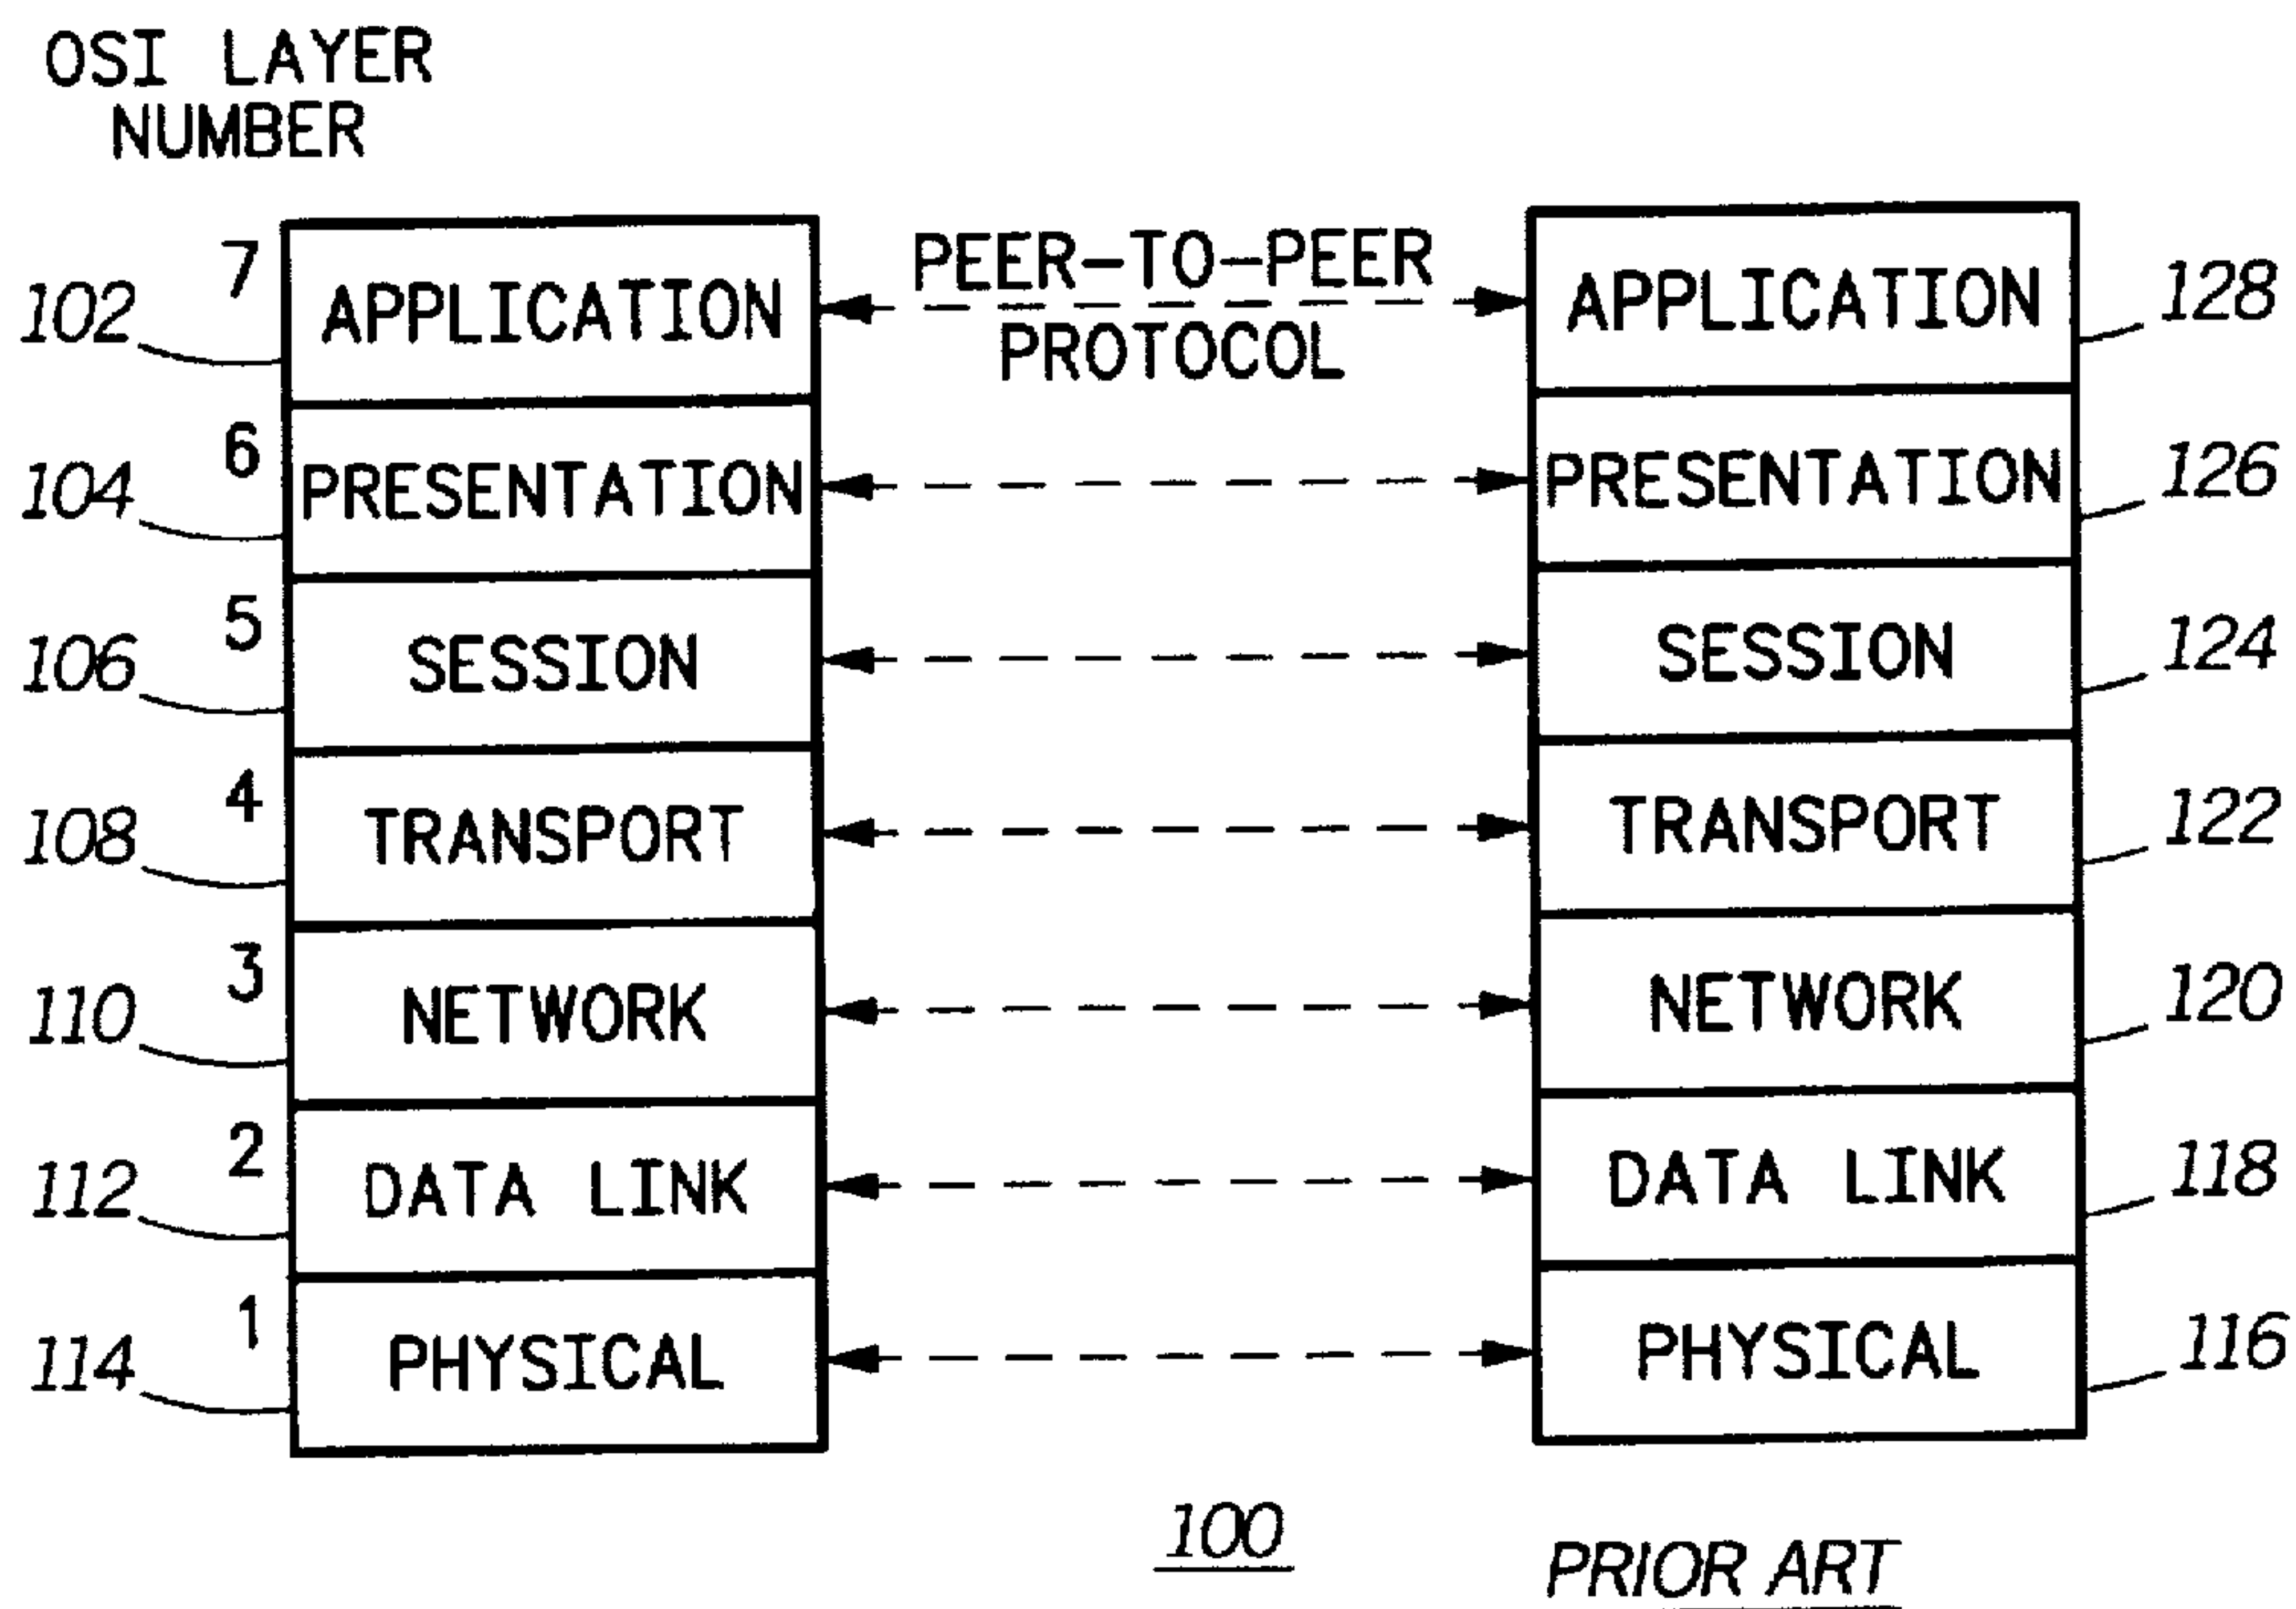 OSI LAYER
NUMBER
7
102
APPLICATION
PEER-TO-PEER
PROTOCOL
APPLICATION
128
6
104
PRESENTATION
PRESENTATION
126
5
106
SESSION
SESSION
124
4
108
TRANSPORT
TRANSPORT
122
3
110
NETWORK
NETWORK
120
2
112
DATA LINK
DATA LINK
118
1
114
PHYSICAL
PHYSICAL
116
100
PRIOR ART